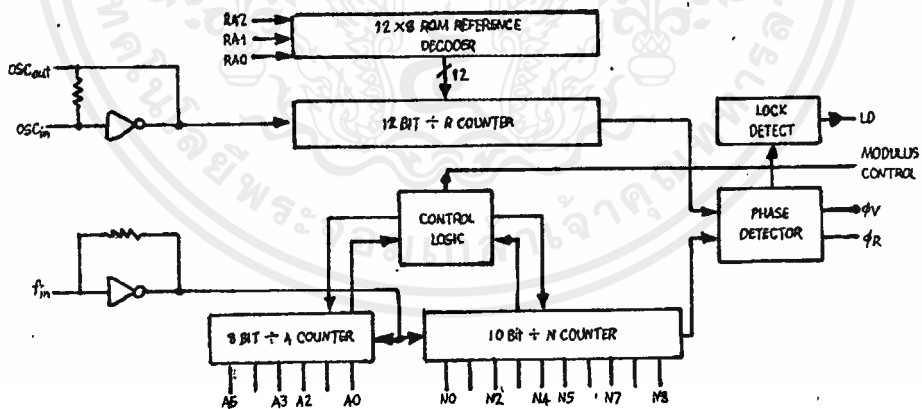 RA2
RA1
RA0
12 X 8 ROM REFERENCE
DECODER
12
OSCout
OSCin
12 BIT ÷ R COUNTER
LOCK
DETECT
LD
MODULUS
CONTROL
CONTROL
LOGIC
PHASE
DETECTOR
ϕV
ϕR
fin
8 BIT ÷ A COUNTER
10 BIT ÷ N COUNTER
A6 A3 A2 A0 N0 N2 N4 N5 N7 N8